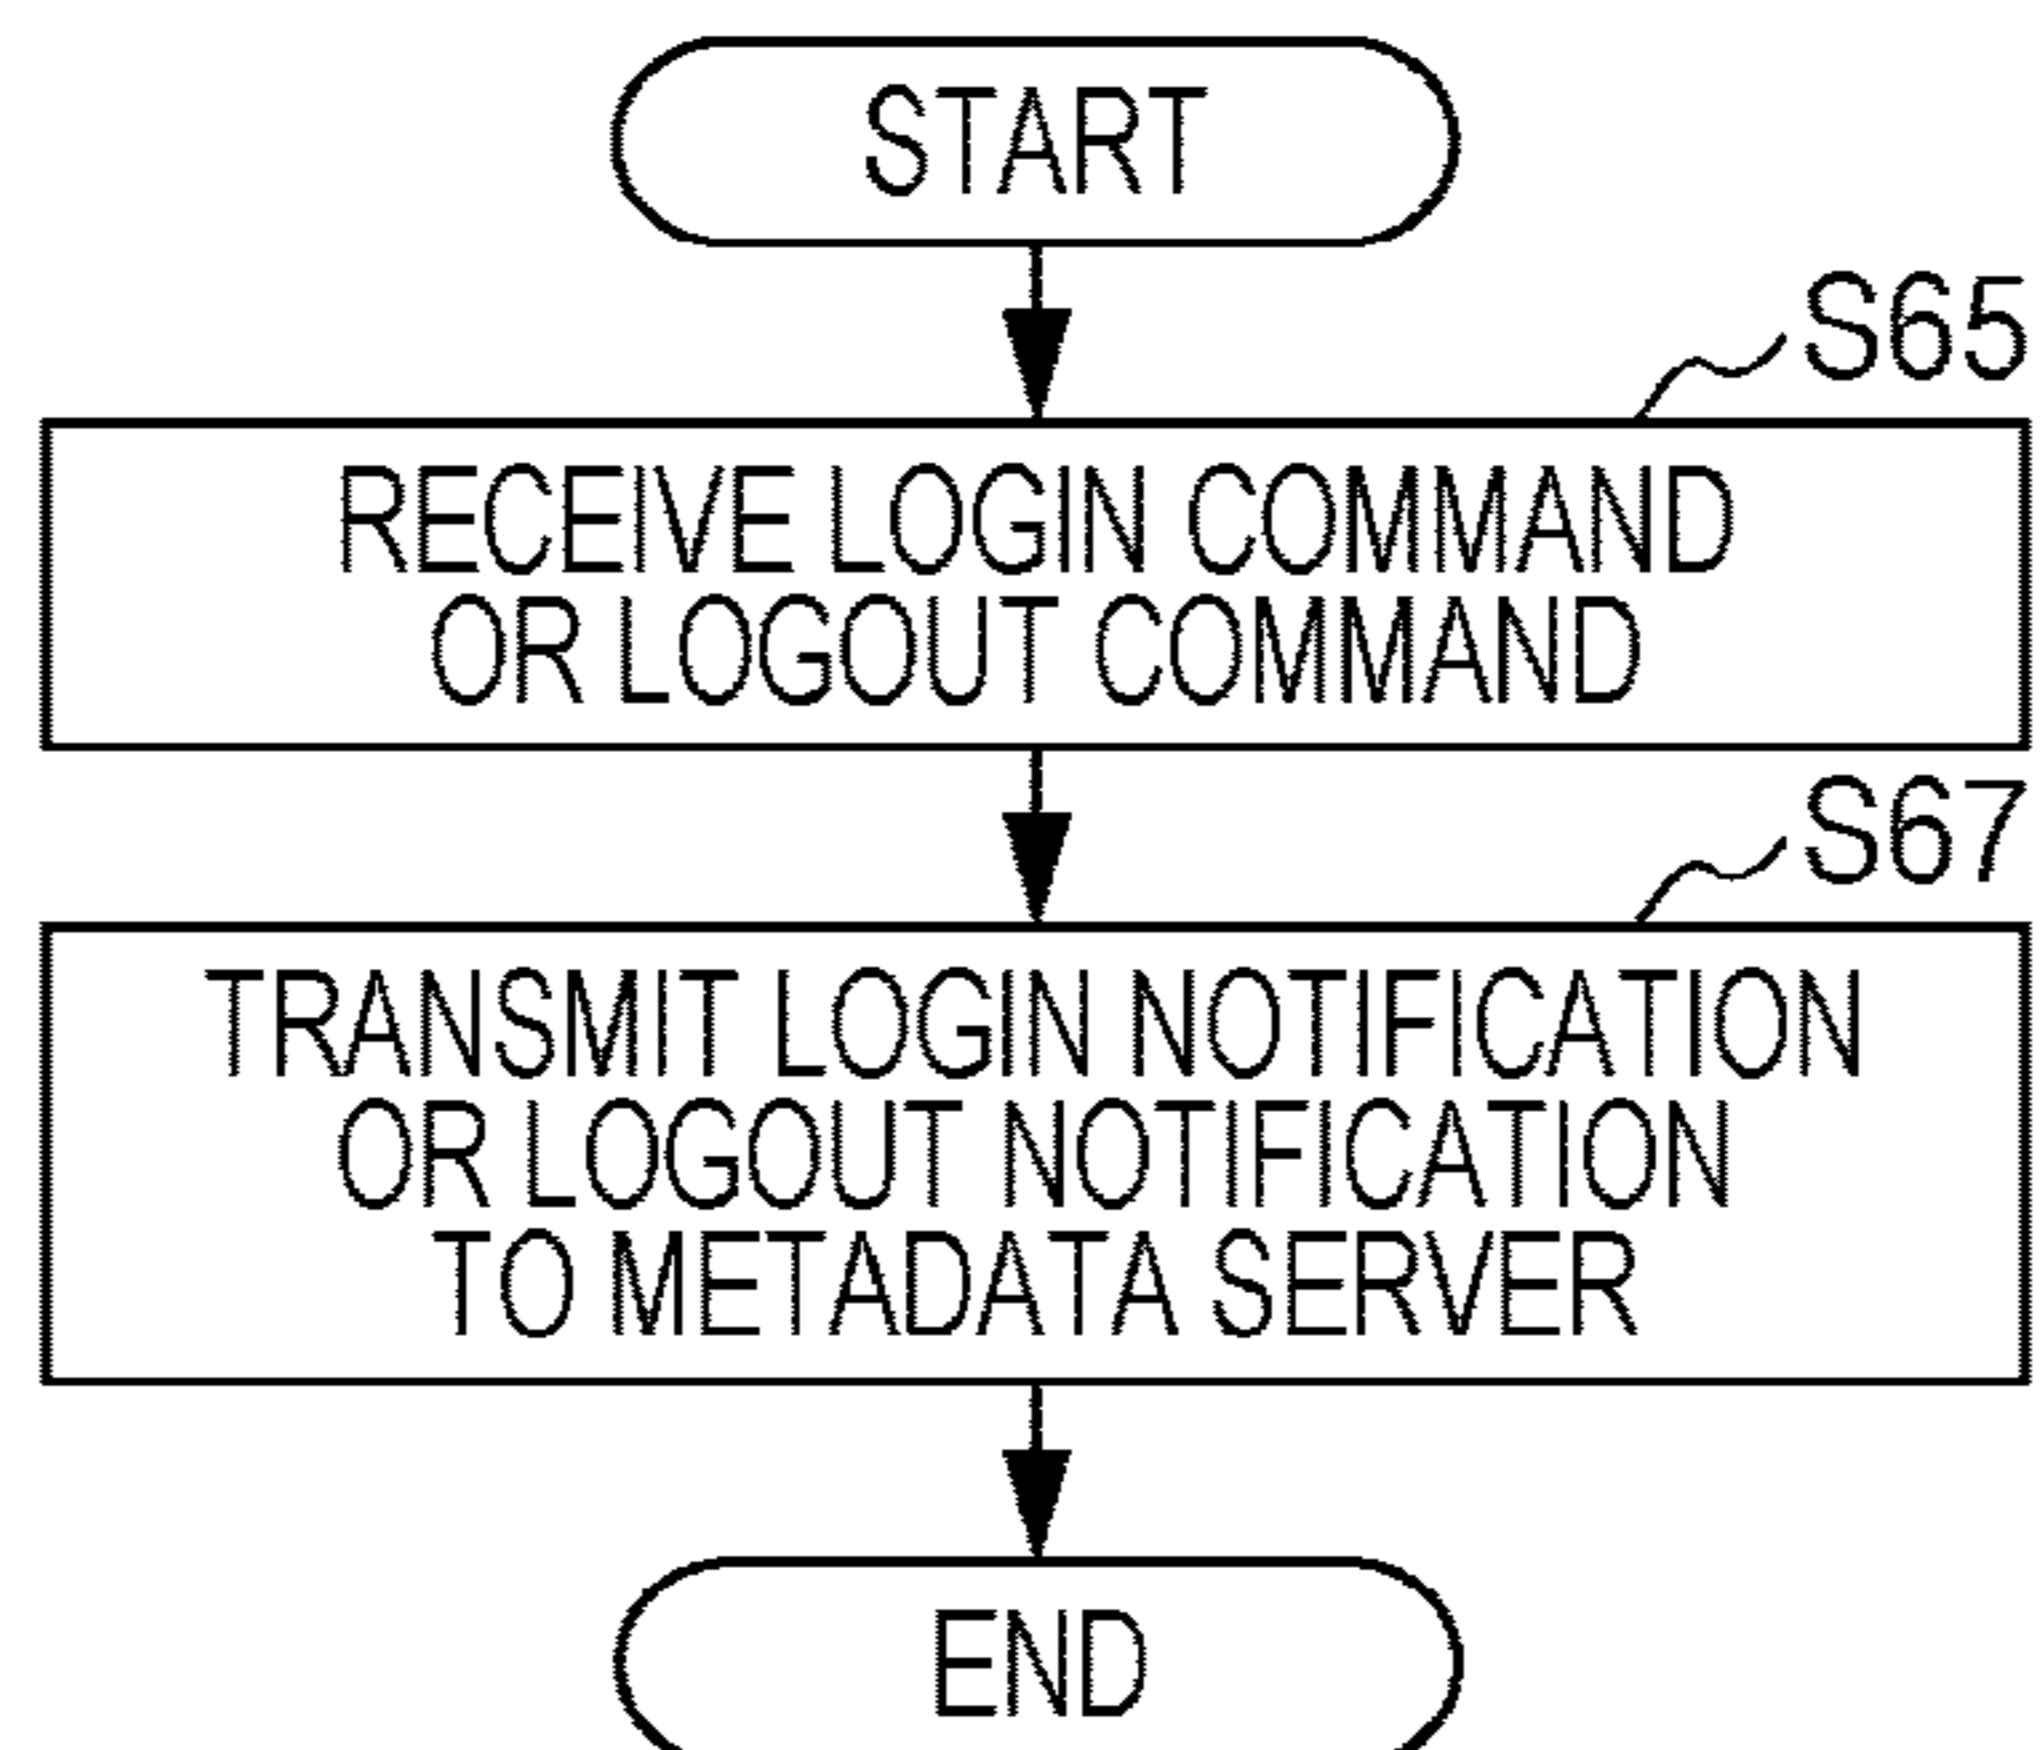 START
S65
RECEIVE LOGIN COMMAND
OR LOGOUT COMMAND
S67
TRANSMIT LOGIN NOTIFICATION
OR LOGOUT NOTIFICATION
TO METADATA SERVER
END